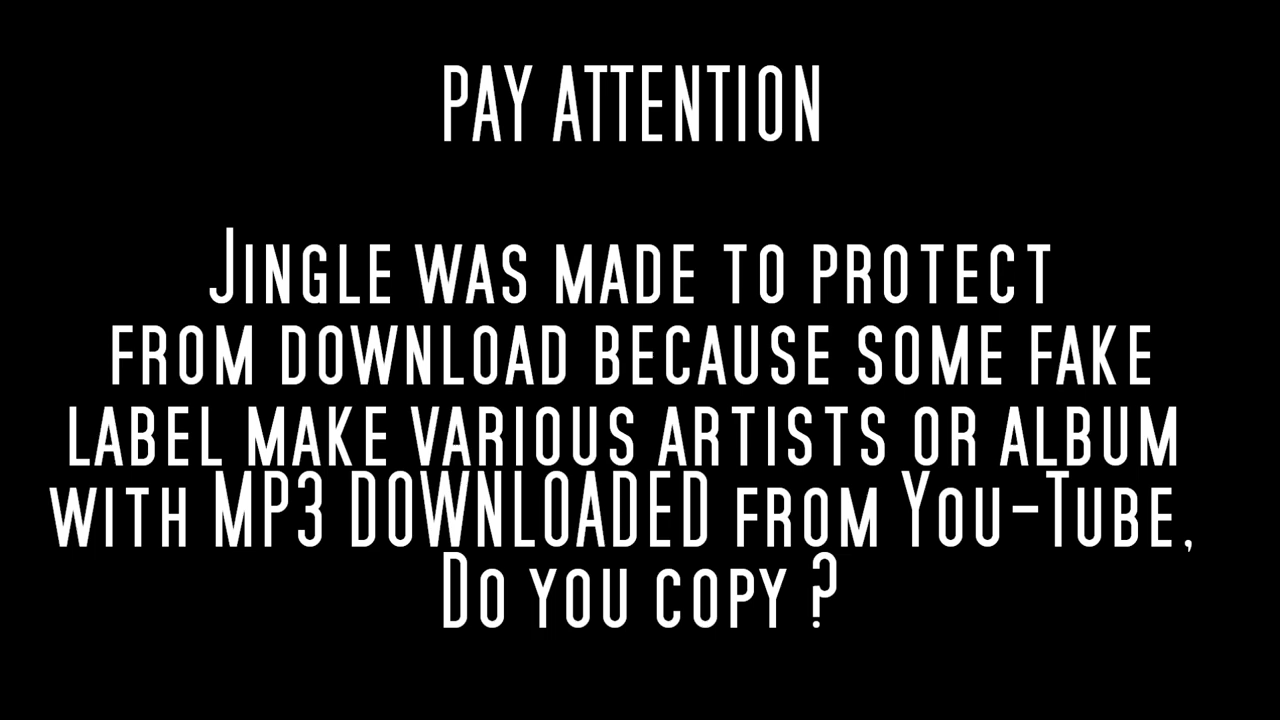 PAY ATTENTION
Jingle was made to protect
from download because some fake
label make various artists or album
with MP3 DOWNLOADED from You-Tube,
Do you copy ?